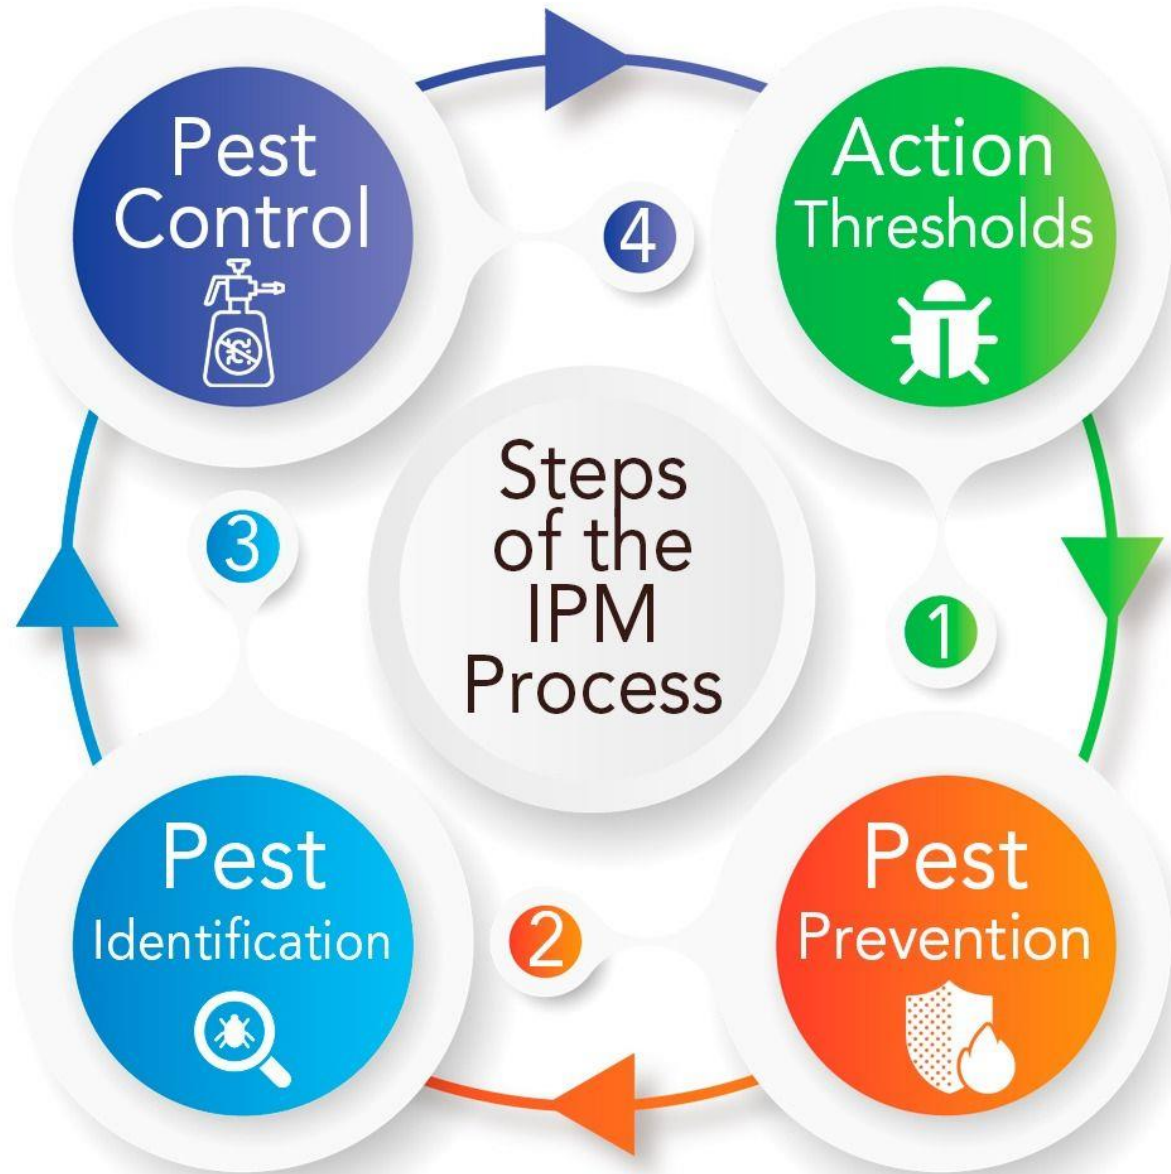 Pest
Control
4
Action
Thresholds
Steps
of the
IPM
Process
3
1
Pest
Identification
2
Pest
Prevention